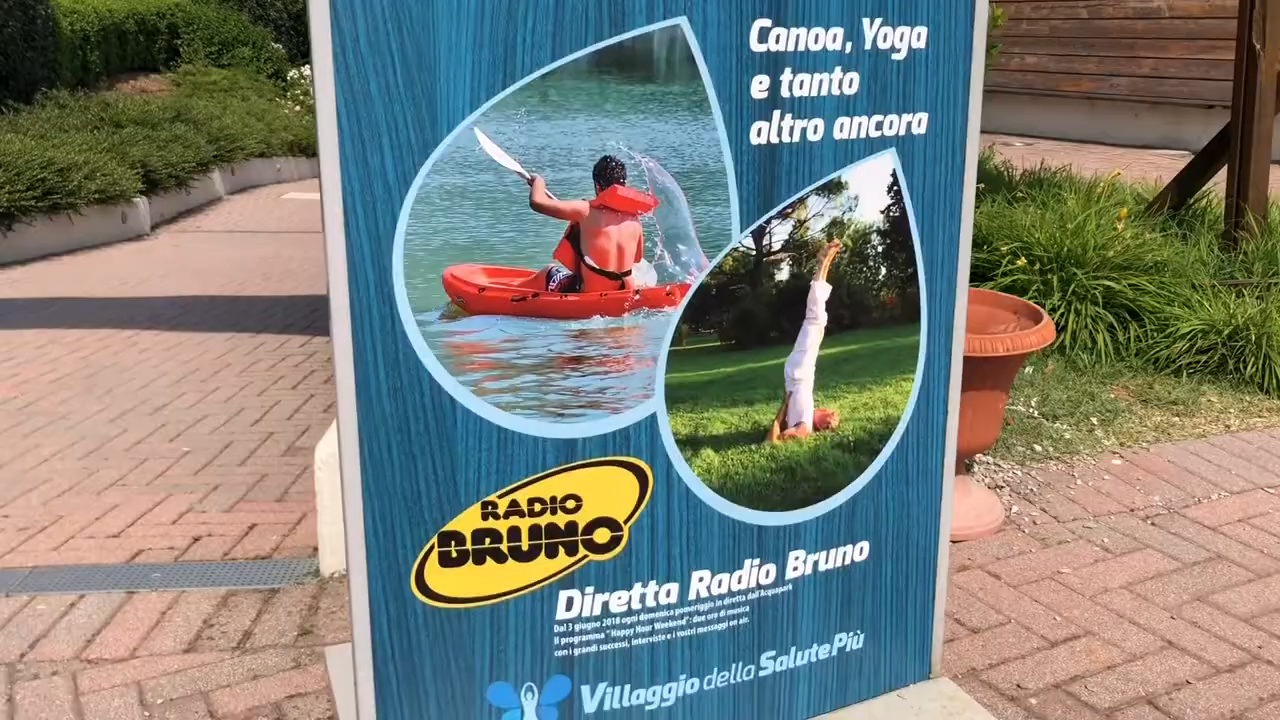 Canoa, Yoga
e tanto
altro ancora
RADIO
BRUNO
Diretta Radio Bruno
Dal 3 giugno 2018 ogni domenica pomeriggio in diretta dall'Acquapark
il programma "Happy Hour Weekend": due ore di musica
con i grandi successi, interviste e i vostri messaggi on air.
Villaggio della SalutePiù